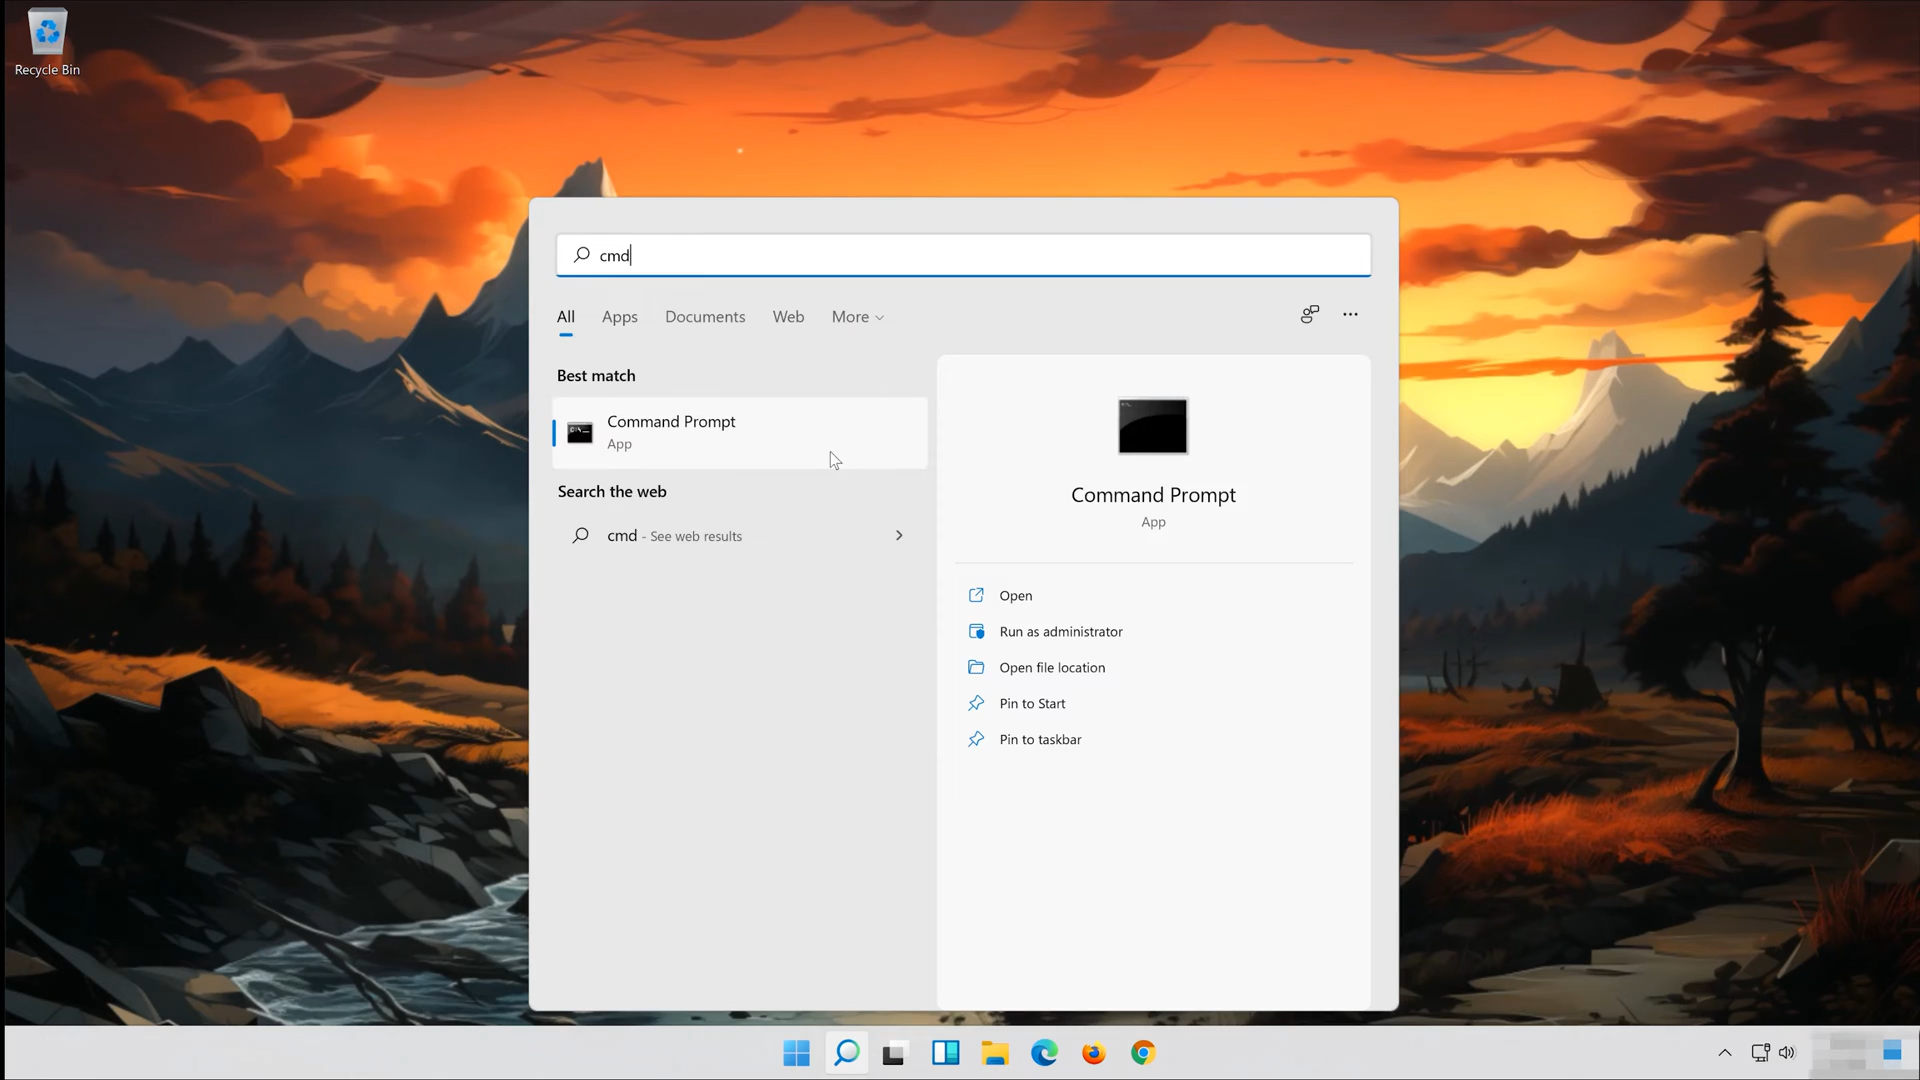 Recycle Bin
cmd
All Apps Documents Web More
Best match
Command Prompt
App
Search the web
cmd - See web results
Command Prompt
App
Open
Run as administrator
Open file location
Pin to Start
Pin to taskbar